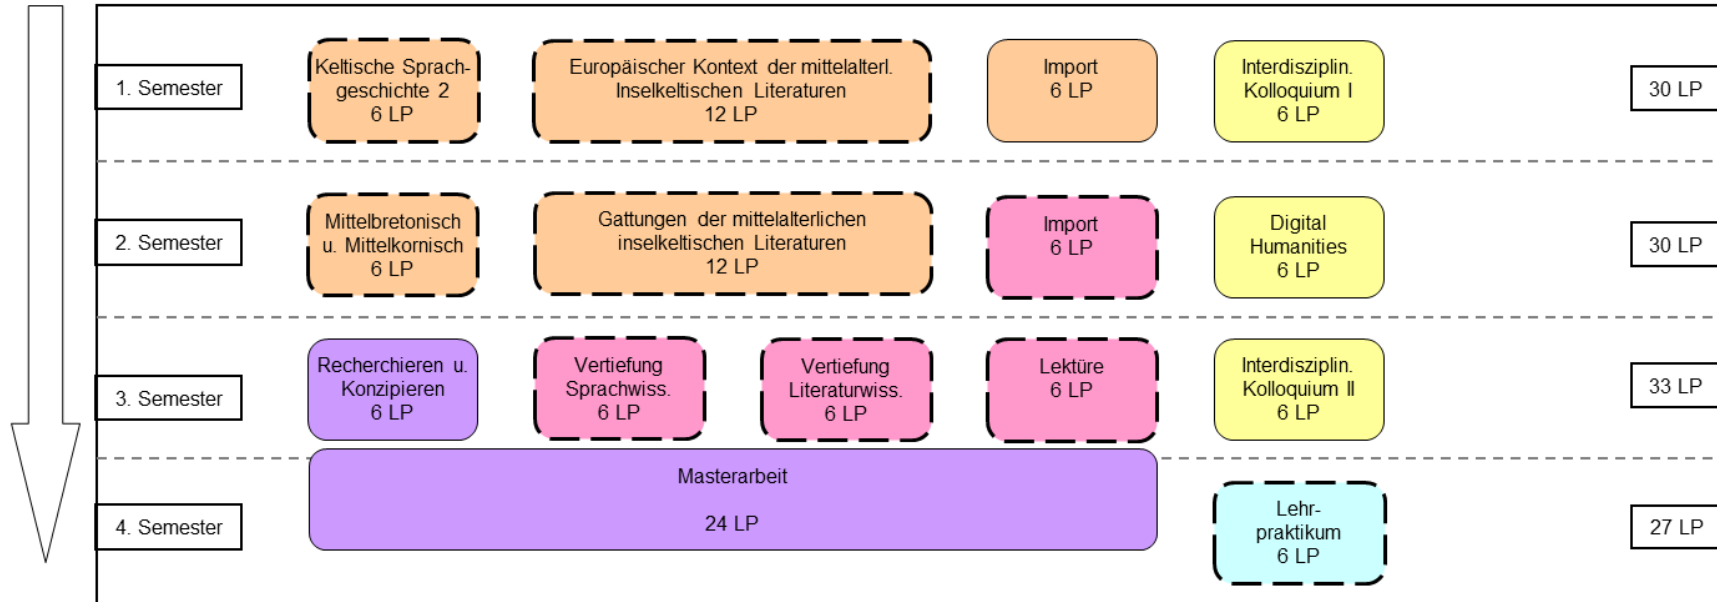 1. Semester
Keltische Sprach-
geschichte 2
6 LP
Europäischer Kontext der mittelalterl.
Inselkeltischen Literaturen
12 LP
Import
6 LP
Interdisziplin.
Kolloquium I
6 LP
30 LP
2. Semester
Mittelbretonisch
u. Mittelkornisch
6 LP
Gattungen der mittelalterlichen
inselkeltischen Literaturen
12 LP
Import
6 LP
Digital
Humanities
6 LP
30 LP
3. Semester
Recherchieren u.
Konzipieren
6 LP
Vertiefung
Sprachwiss.
6 LP
Vertiefung
Literaturwiss.
6 LP
Lektüre
6 LP
Interdisziplin.
Kolloquium II
6 LP
33 LP
4. Semester
Masterarbeit
24 LP
Lehr-
praktikum
6 LP
27 LP